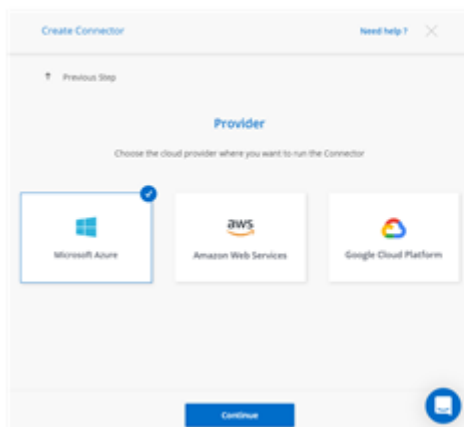 Create Connector
Need help ?
Previous Step
Provider
Choose the cloud provider where you want to run the Connector
aws
Microsoft Azure
Amazon Web Services
Google Cloud Platform
Continue